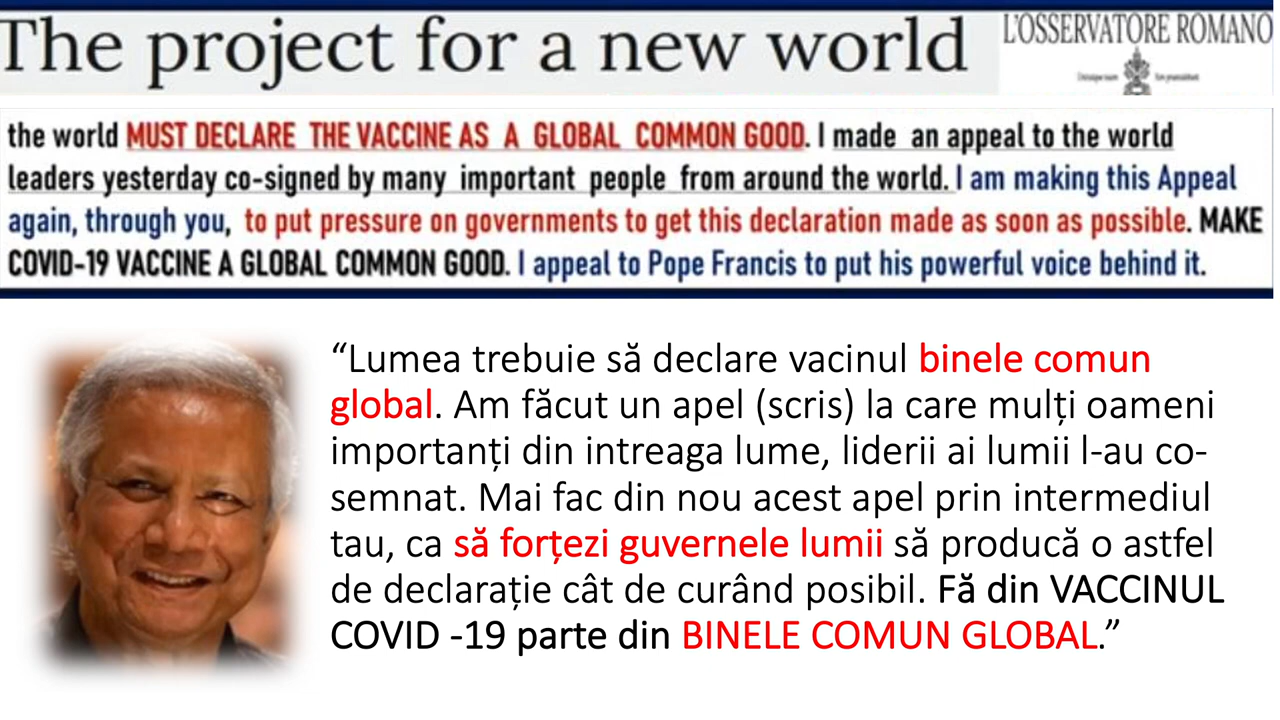 The project for a new world
L'OSSERVATORE ROMANO
the world MUST DECLARE THE VACCINE AS A GLOBAL COMMON GOOD. I made an appeal to the world
leaders yesterday co-signed by many important people from around the world. I am making this Appeal
again, through you, to put pressure on governments to get this declaration made as soon as possible. MAKE
COVID-19 VACCINE A GLOBAL COMMON GOOD. I appeal to Pope Francis to put his powerful voice behind it.
“Lumea trebuie să declare vacinul binele comun
global. Am făcut un apel (scris) la care mulți oameni
importanți din intreaga lume, liderii ai lumii l-au co-
semnat. Mai fac din nou acest apel prin intermediul
tau, ca să forțezi guvernele lumii să producă o astfel
de declarație cât de curând posibil. Fă din VACCINUL
COVID -19 parte din BINELE COMUN GLOBAL.”